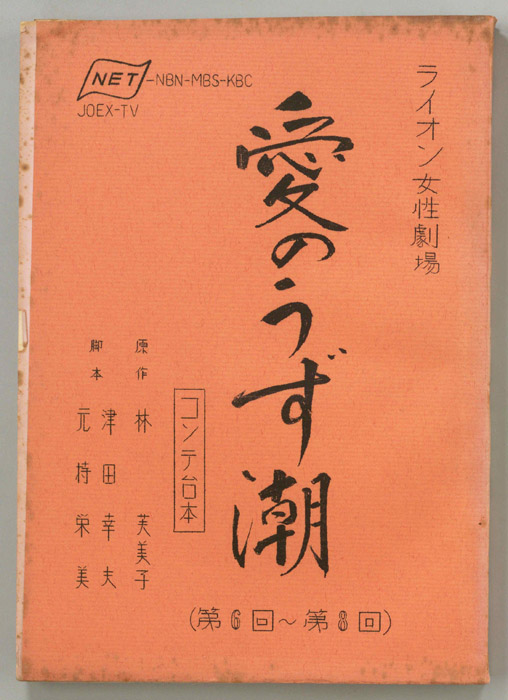 NET-NBN-MBS-KBC
JOEX-TV
ライオン女性劇場
愛のうず潮
コンテ台本
原作 林 芙美子
脚本 津田幸夫
元持栄美
(第6回~第8回)